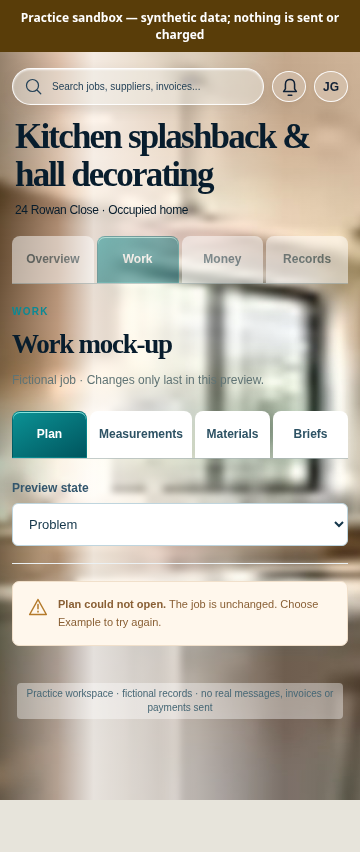 Practice sandbox — synthetic data; nothing is sent or
charged
Search jobs, suppliers, invoices...
JG
Kitchen splashback &
hall decorating
24 Rowan Close · Occupied home
Overview
Work
Money
Records
WORK
Work mock-up
Fictional job · Changes only last in this preview.
Plan
Measurements
Materials
Briefs
Preview state
Problem
Plan could not open. The job is unchanged. Choose
Example to try again.
Practice workspace · fictional records · no real messages, invoices or
payments sent